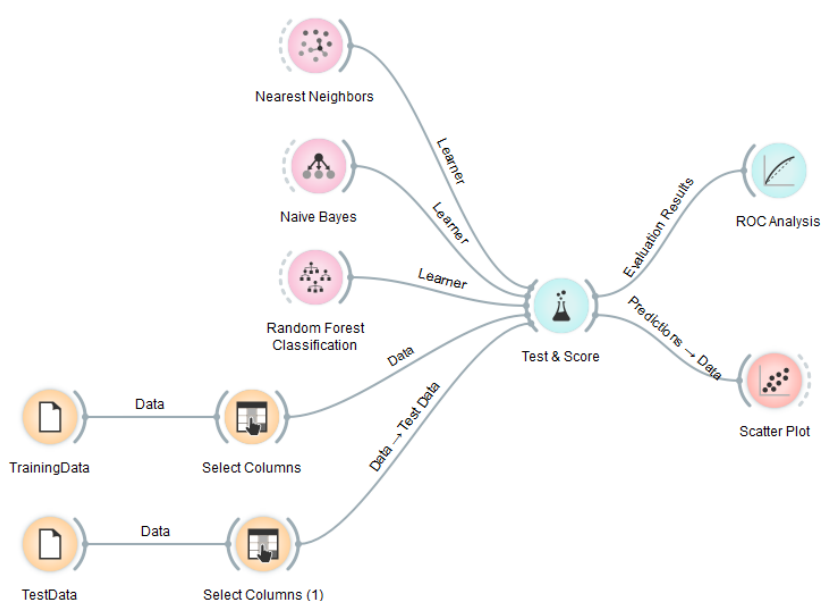 Nearest Neighbors
Learner
Naive Bayes
Learner
Random Forest
Classification
Learner
Test & Score
Evaluation Results
ROC Analysis
Predictions → Data
Scatter Plot
TrainingData
Data
Select Columns
Data
TestData
Data
Select Columns (1)
Data → Test Data